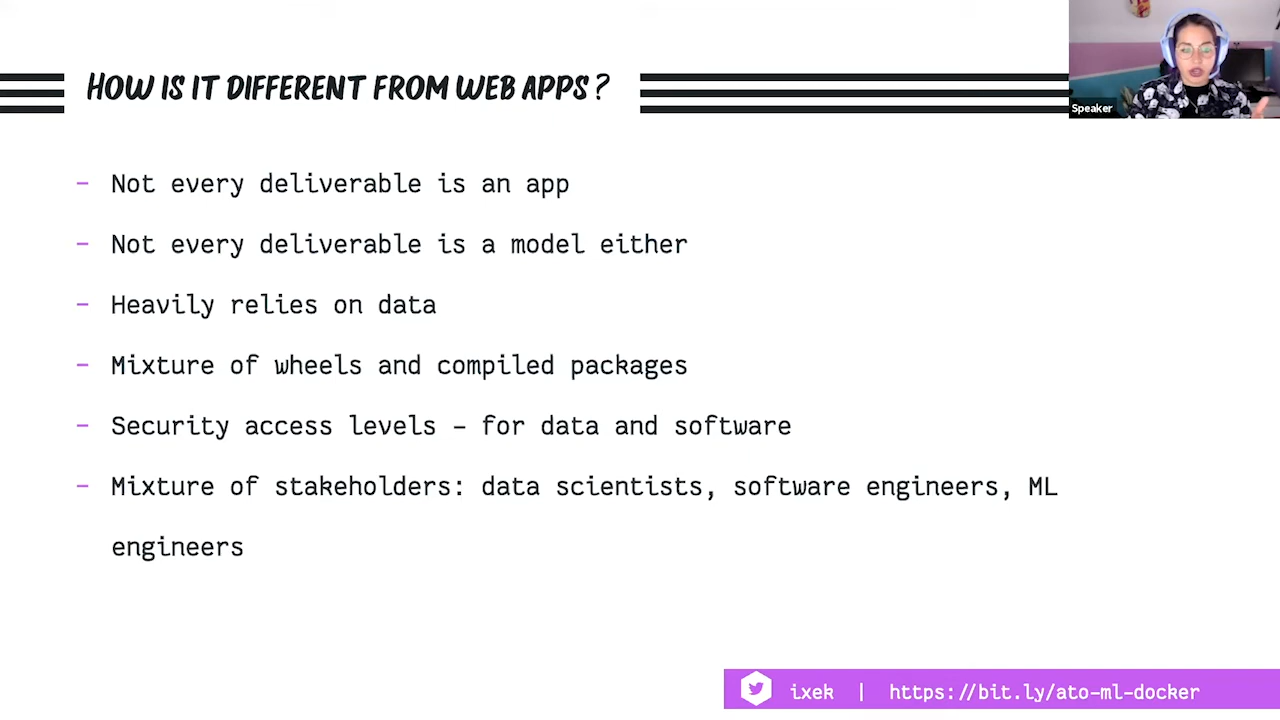 HOW IS IT DIFFERENT FROM WEB APPS?
Speaker
- Not every deliverable is an app
- Not every deliverable is a model either
- Heavily relies on data
- Mixture of wheels and compiled packages
- Security access levels – for data and software
- Mixture of stakeholders: data scientists, software engineers, ML
engineers
ixek | https://bit.ly/ato-ml-docker